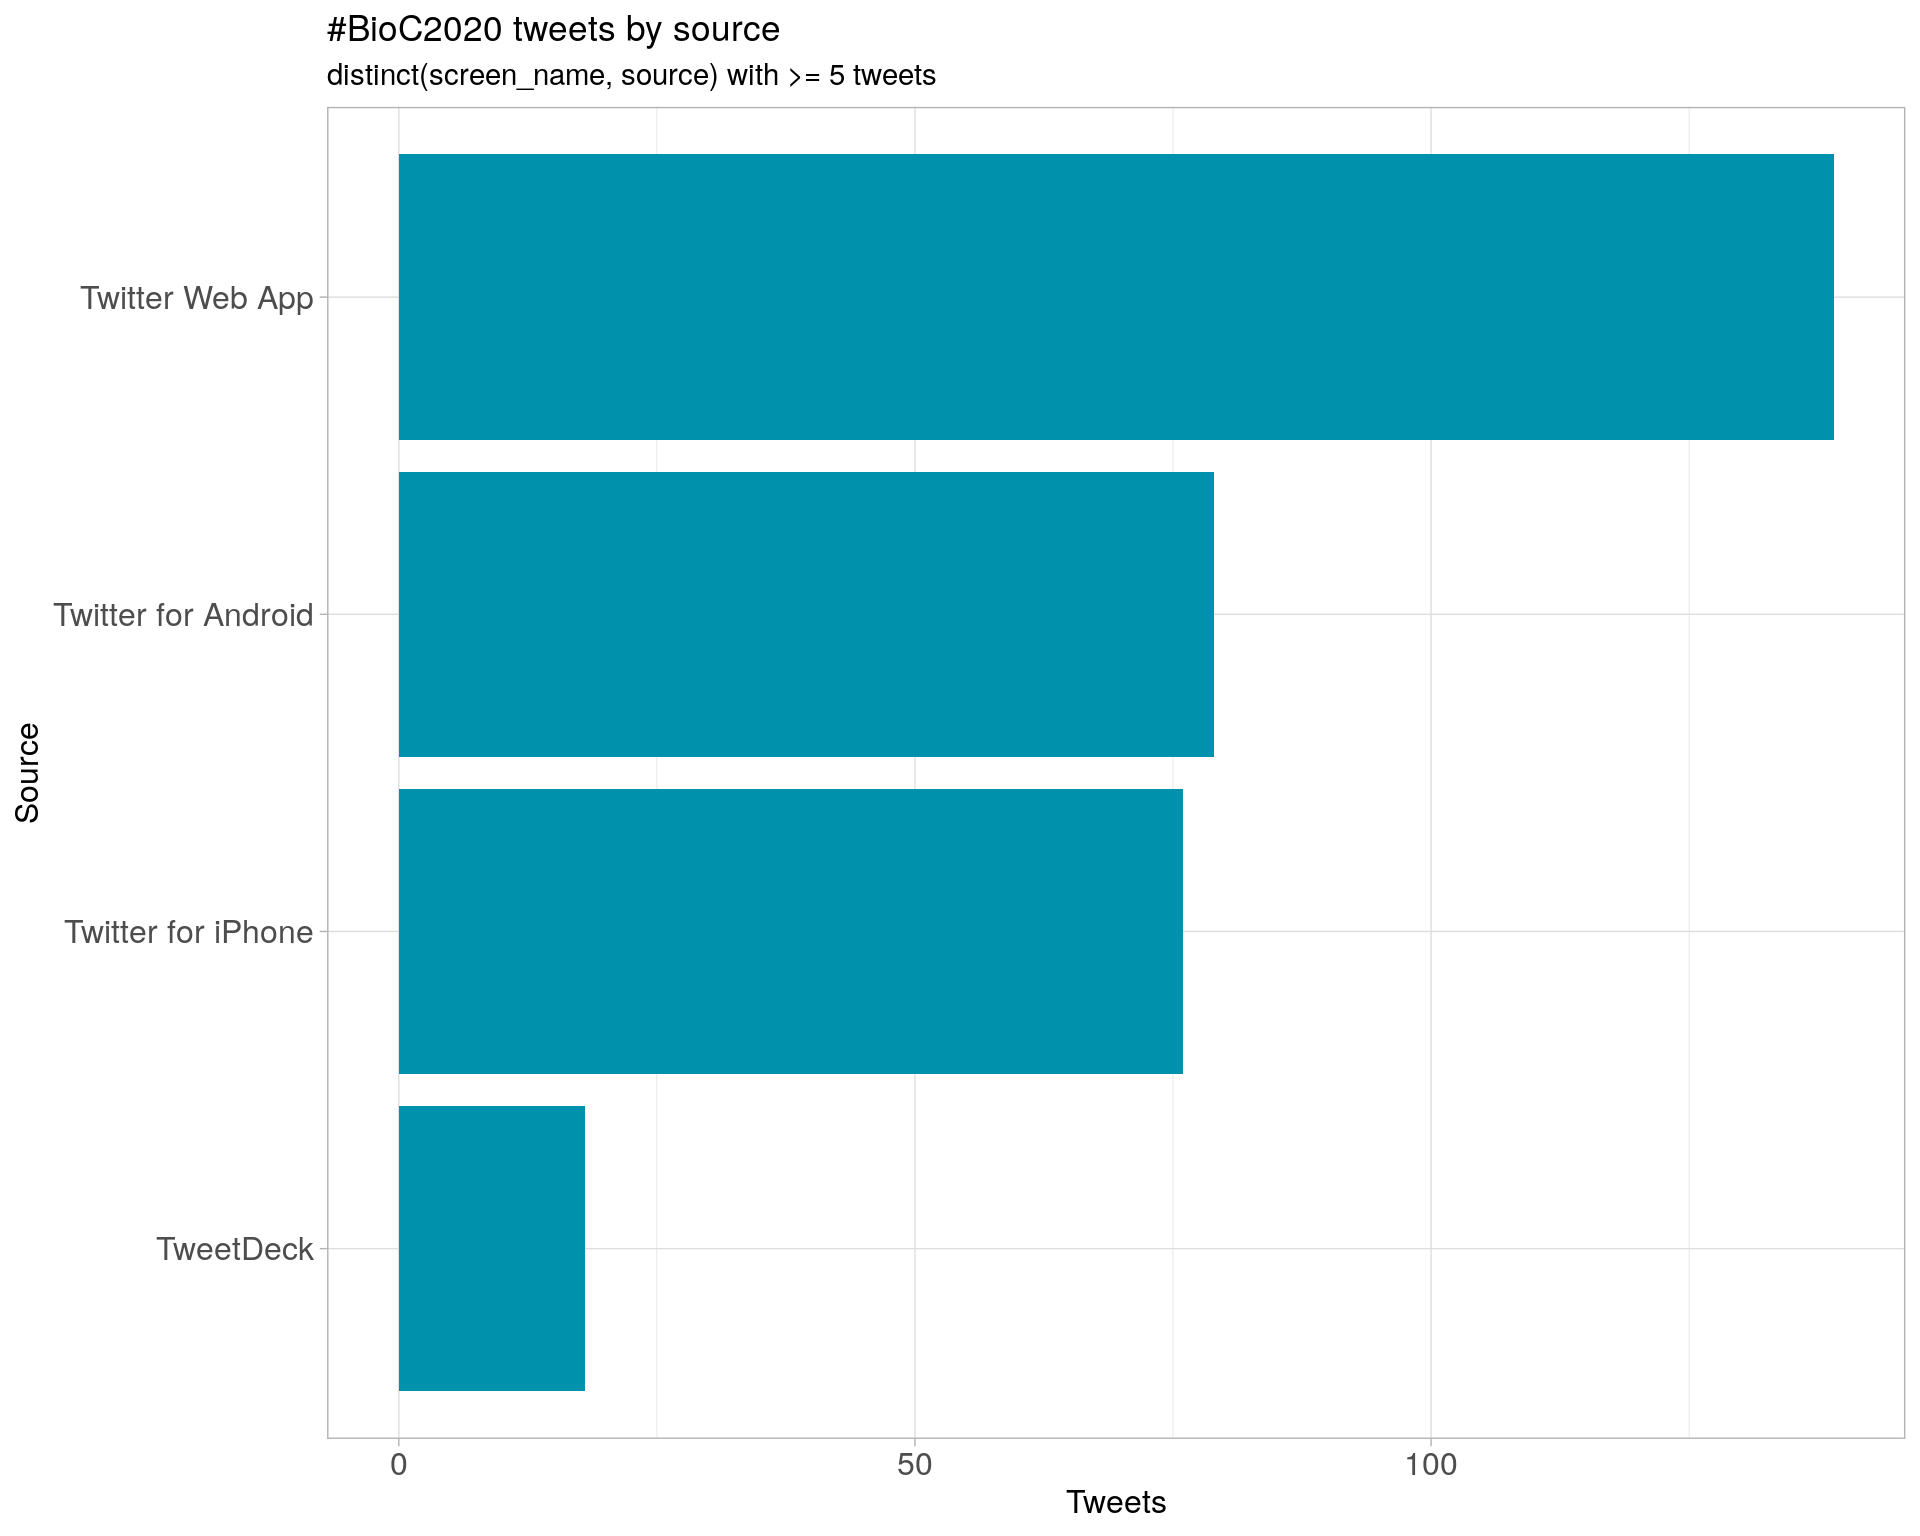 #BioC2020 tweets by source
distinct(screen_name, source) with >= 5 tweets
Twitter Web App
Twitter for Android
Twitter for iPhone
TweetDeck
Source
0 50 100
Tweets